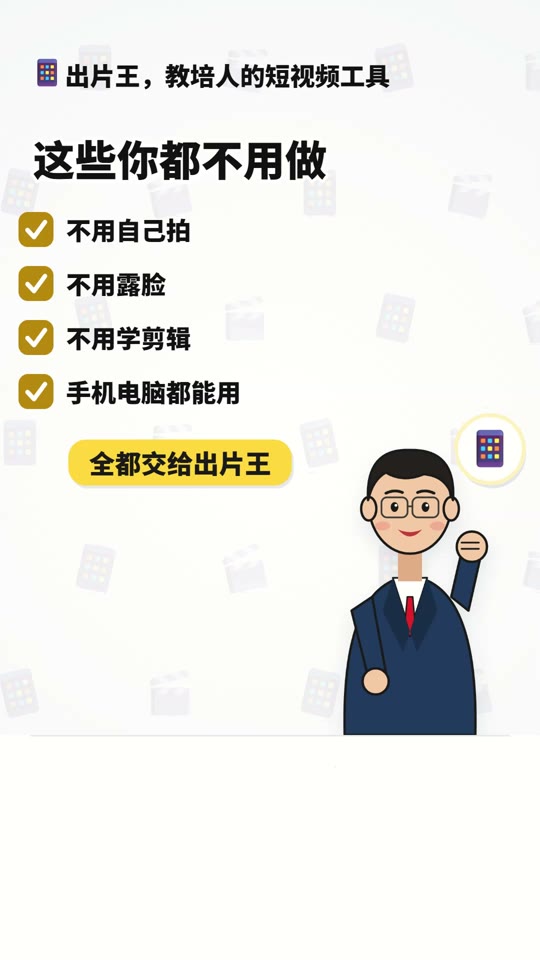 出片王，教培人的短视频工具
这些你都不用做
不用自己拍
不用露脸
不用学剪辑
手机电脑都能用
全都交给出片王